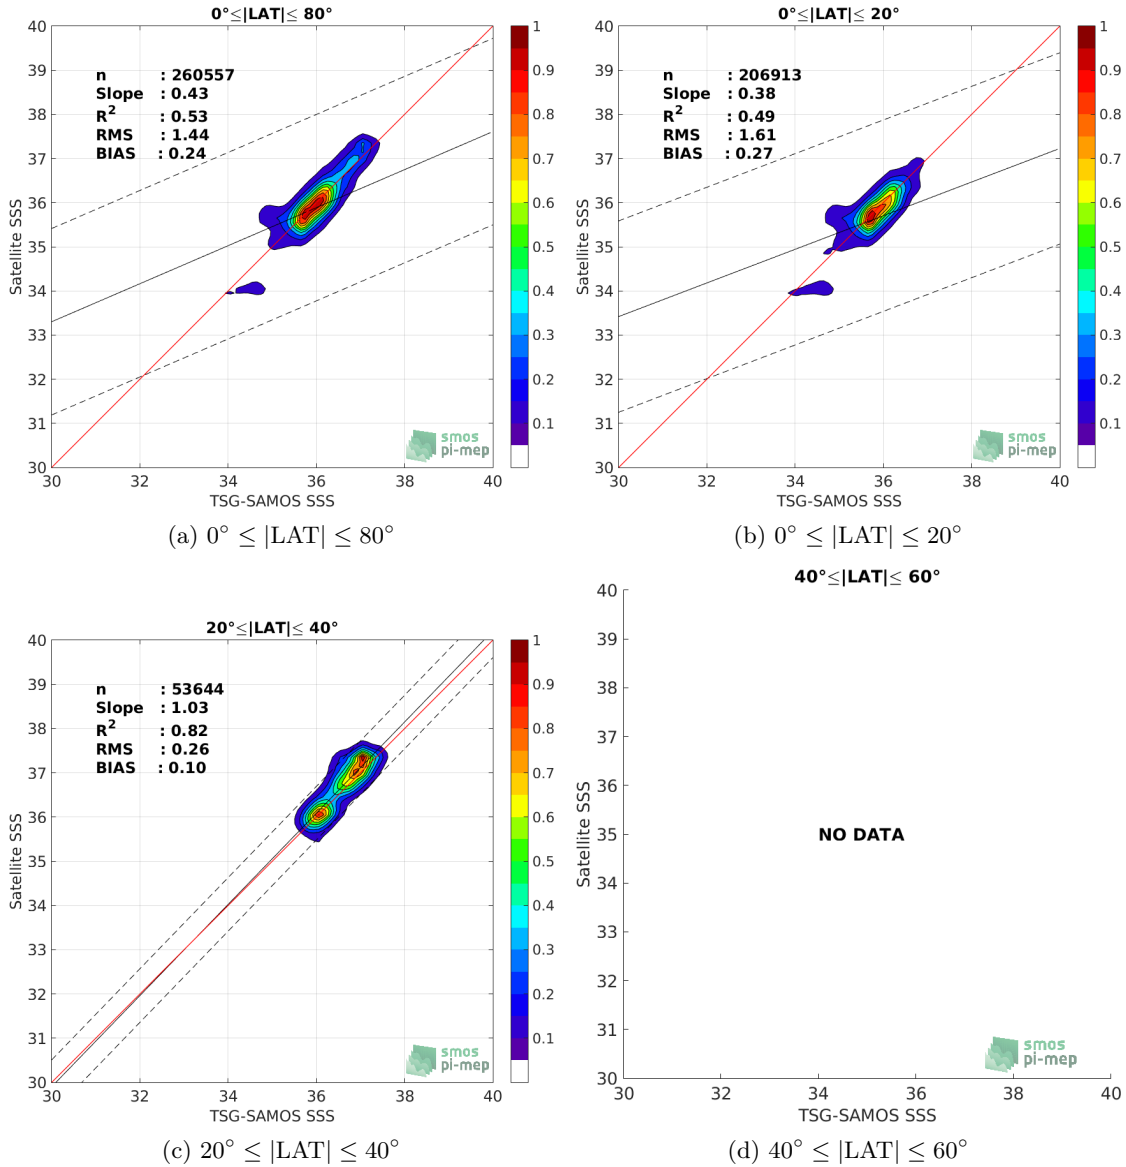 0°≤|LAT|≤ 80°
40
39
38
37
36
35
34
33
32
31
30
Satellite SSS
n : 260557
Slope : 0.43
R² : 0.53
RMS : 1.44
BIAS : 0.24
smos
pi-mep
30 32 34 36 38 40
TSG-SAMOS SSS
1
0.9
0.8
0.7
0.6
0.5
0.4
0.3
0.2
0.1
(a) 0° ≤ |LAT| ≤ 80°
0°≤|LAT|≤ 20°
40
39
38
37
36
35
34
33
32
31
30
Satellite SSS
n : 206913
Slope : 0.38
R² : 0.49
RMS : 1.61
BIAS : 0.27
smos
pi-mep
30 32 34 36 38 40
TSG-SAMOS SSS
1
0.9
0.8
0.7
0.6
0.5
0.4
0.3
0.2
0.1
(b) 0° ≤ |LAT| ≤ 20°
20°≤|LAT|≤ 40°
40
39
38
37
36
35
34
33
32
31
30
Satellite SSS
n : 53644
Slope : 1.03
R² : 0.82
RMS : 0.26
BIAS : 0.10
smos
pi-mep
30 32 34 36 38 40
TSG-SAMOS SSS
1
0.9
0.8
0.7
0.6
0.5
0.4
0.3
0.2
0.1
(c) 20° ≤ |LAT| ≤ 40°
40°≤|LAT|≤ 60°
40
39
38
37
36
35
34
33
32
31
30
Satellite SSS
NO DATA
smos
pi-mep
30 32 34 36 38 40
TSG-SAMOS SSS
(d) 40° ≤ |LAT| ≤ 60°